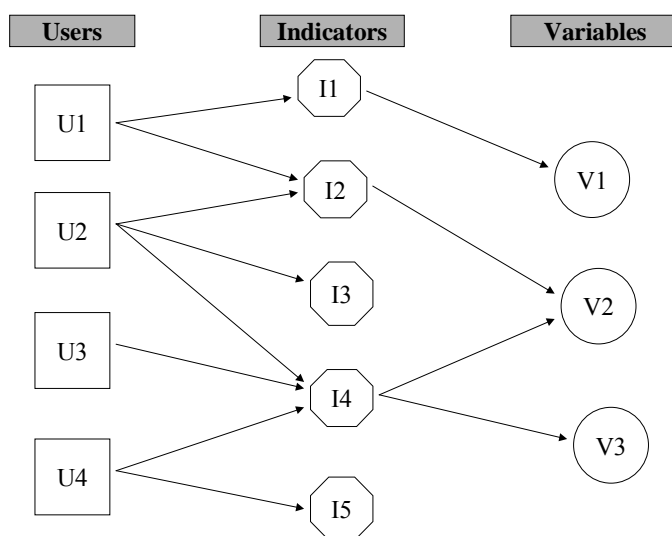 Users
Indicators
Variables
U1
U2
U3
U4
I1
I2
I3
I4
I5
V1
V2
V3